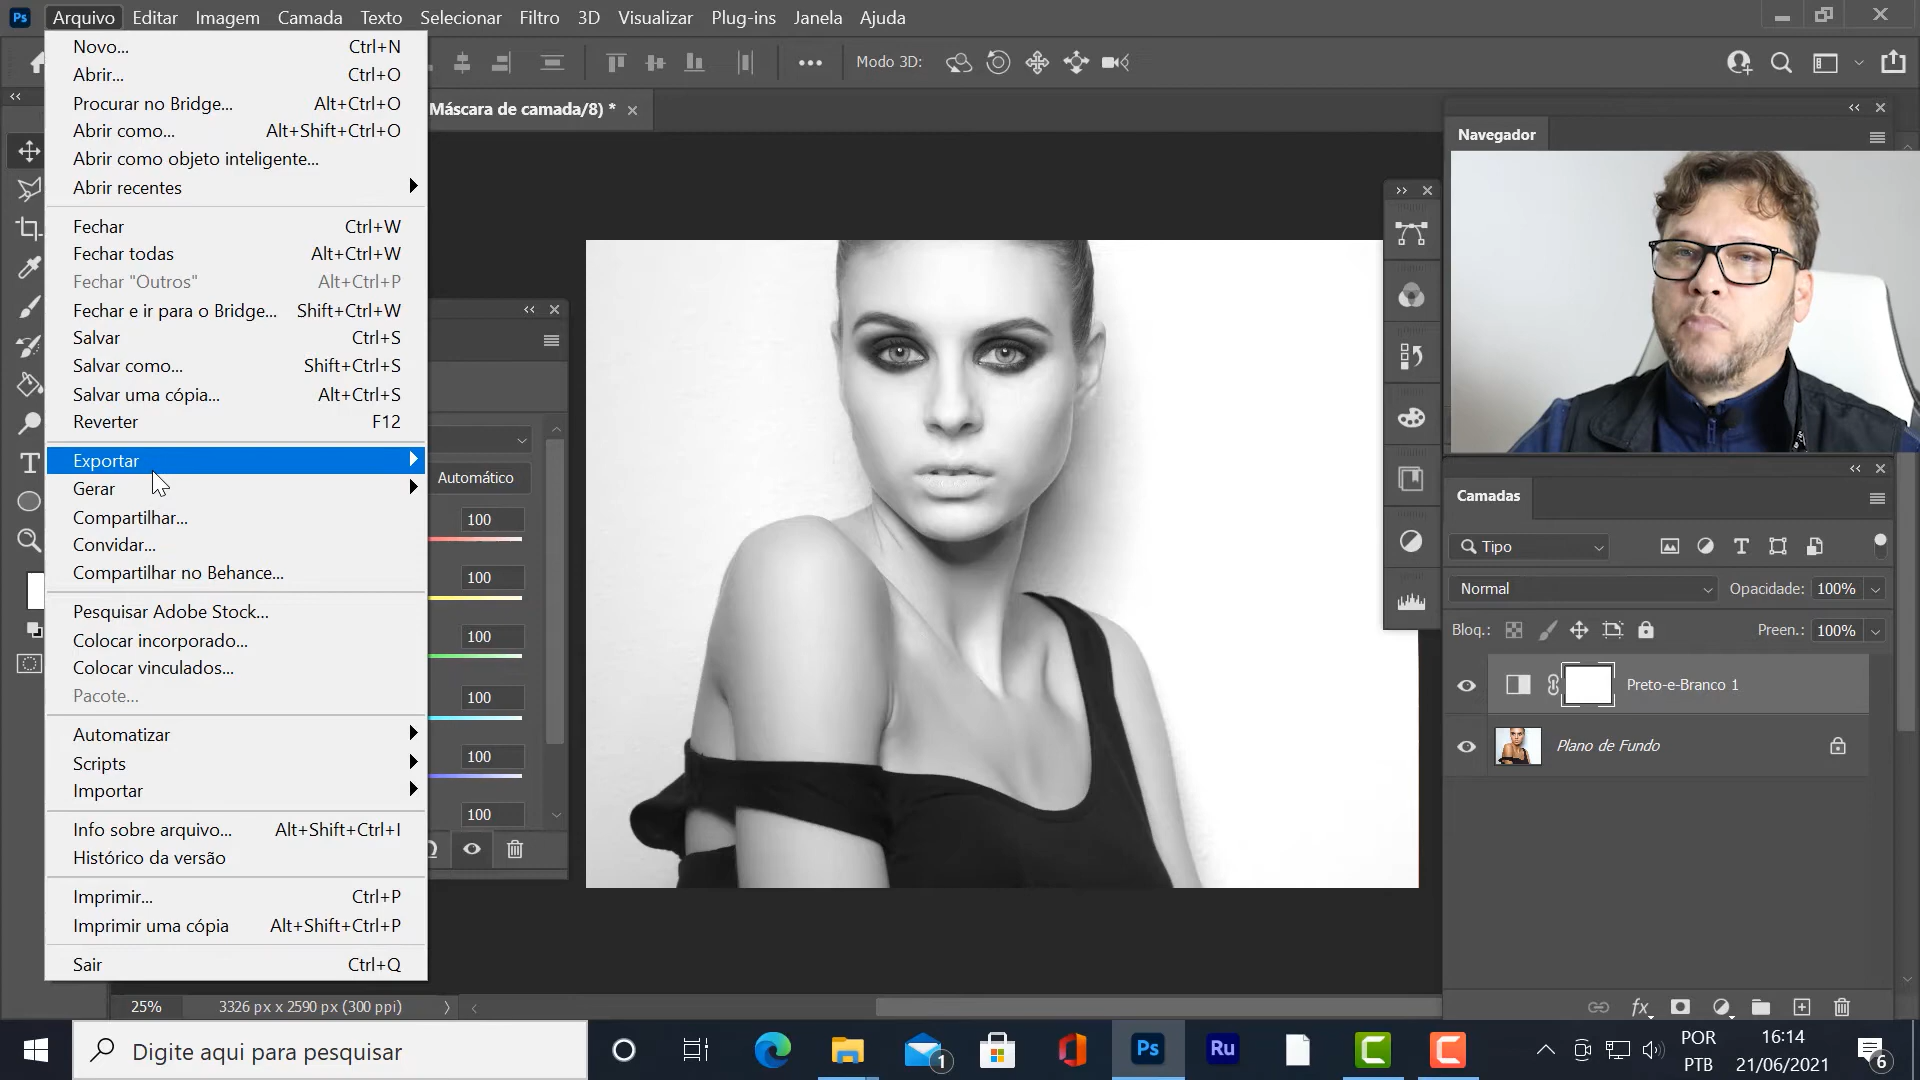 Ps Arquivo Editar Imagem Camada Texto Selecionar Filtro 3D Visualizar Plug-ins Janela Ajuda
Modo 3D:
Máscara de camada/8) *
Novo... Ctrl+N
Abrir... Ctrl+O
Procurar no Bridge... Alt+Ctrl+O
Abrir como... Alt+Shift+Ctrl+O
Abrir como objeto inteligente...
Abrir recentes
Fechar Ctrl+W
Fechar todas Alt+Ctrl+W
Fechar "Outros" Alt+Ctrl+P
Fechar e ir para o Bridge... Shift+Ctrl+W
Salvar Ctrl+S
Salvar como... Shift+Ctrl+S
Salvar uma cópia... Alt+Ctrl+S
Reverter F12
Exportar
Gerar
Compartilhar...
Convidar...
Compartilhar no Behance...
Pesquisar Adobe Stock...
Colocar incorporado...
Colocar vinculados...
Pacote...
Automatizar
Scripts
Importar
Info sobre arquivo... Alt+Shift+Ctrl+I
Histórico da versão
Imprimir... Ctrl+P
Imprimir uma cópia Alt+Shift+Ctrl+P
Sair Ctrl+Q
Automático
100
100
100
100
100
100
Navegador
Camadas
Tipo
Normal Opacidade: 100%
Bloq.: Preen.: 100%
Preto-e-Branco 1
Plano de Fundo
25% 3326 px x 2590 px (300 ppi)
Digite aqui para pesquisar
1
Ps
Ru
POR
PTB
16:14
21/06/2021
6